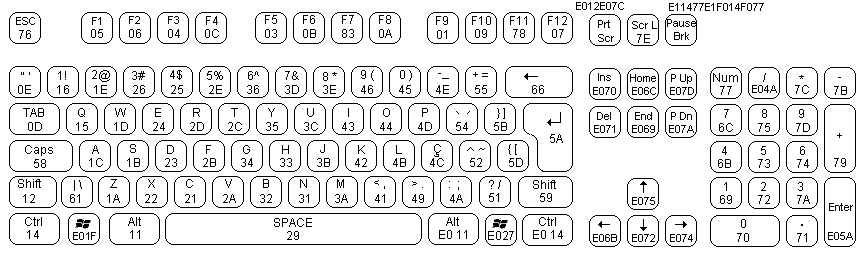 E012E07C E11477E1F014F077
ESC F1 F2 F3 F4 F5 F6 F7 F8 F9 F10 F11 F12 Prt Scr L Pause
76 05 06 04 0C 03 0B 83 0A 01 09 78 07 Scr 7E Brk
"' 1! 2@ 3# 4$ 5% 6^ 7& 8* 9( 0) -_ += ← Ins Home P Up Num / * -
0E 16 1E 26 25 2E 36 3D 3E 46 45 4E 55 66 E070 E06C E07D 77 E04A 7C 7B
TAB Q W E R T Y U I O P ` ´ }] ↵ Del End P Dn 7 8 9 +
0D 15 1D 24 2D 2C 35 3C 43 44 4D 54 5B 5A E071 E069 E07A 6C 75 7D
Caps A S D F G H J K L Ç ^ ~ {[ 4 5 6
58 1C 1B 23 2B 34 33 3B 42 4B 4C 52 5D 6B 73 74 79
Shift |\ Z X C V B N M < , > . : ; ? / Shift ↑ 1 2 3 Enter
12 61 1A 22 21 2A 32 31 3A 41 49 4A 51 59 E075 69 72 7A
Ctrl Alt SPACE Alt Ctrl ← ↓ → 0 .
14 E01F 11 29 E0 11 E027 E0 14 E06B E072 E074 70 71 E05A